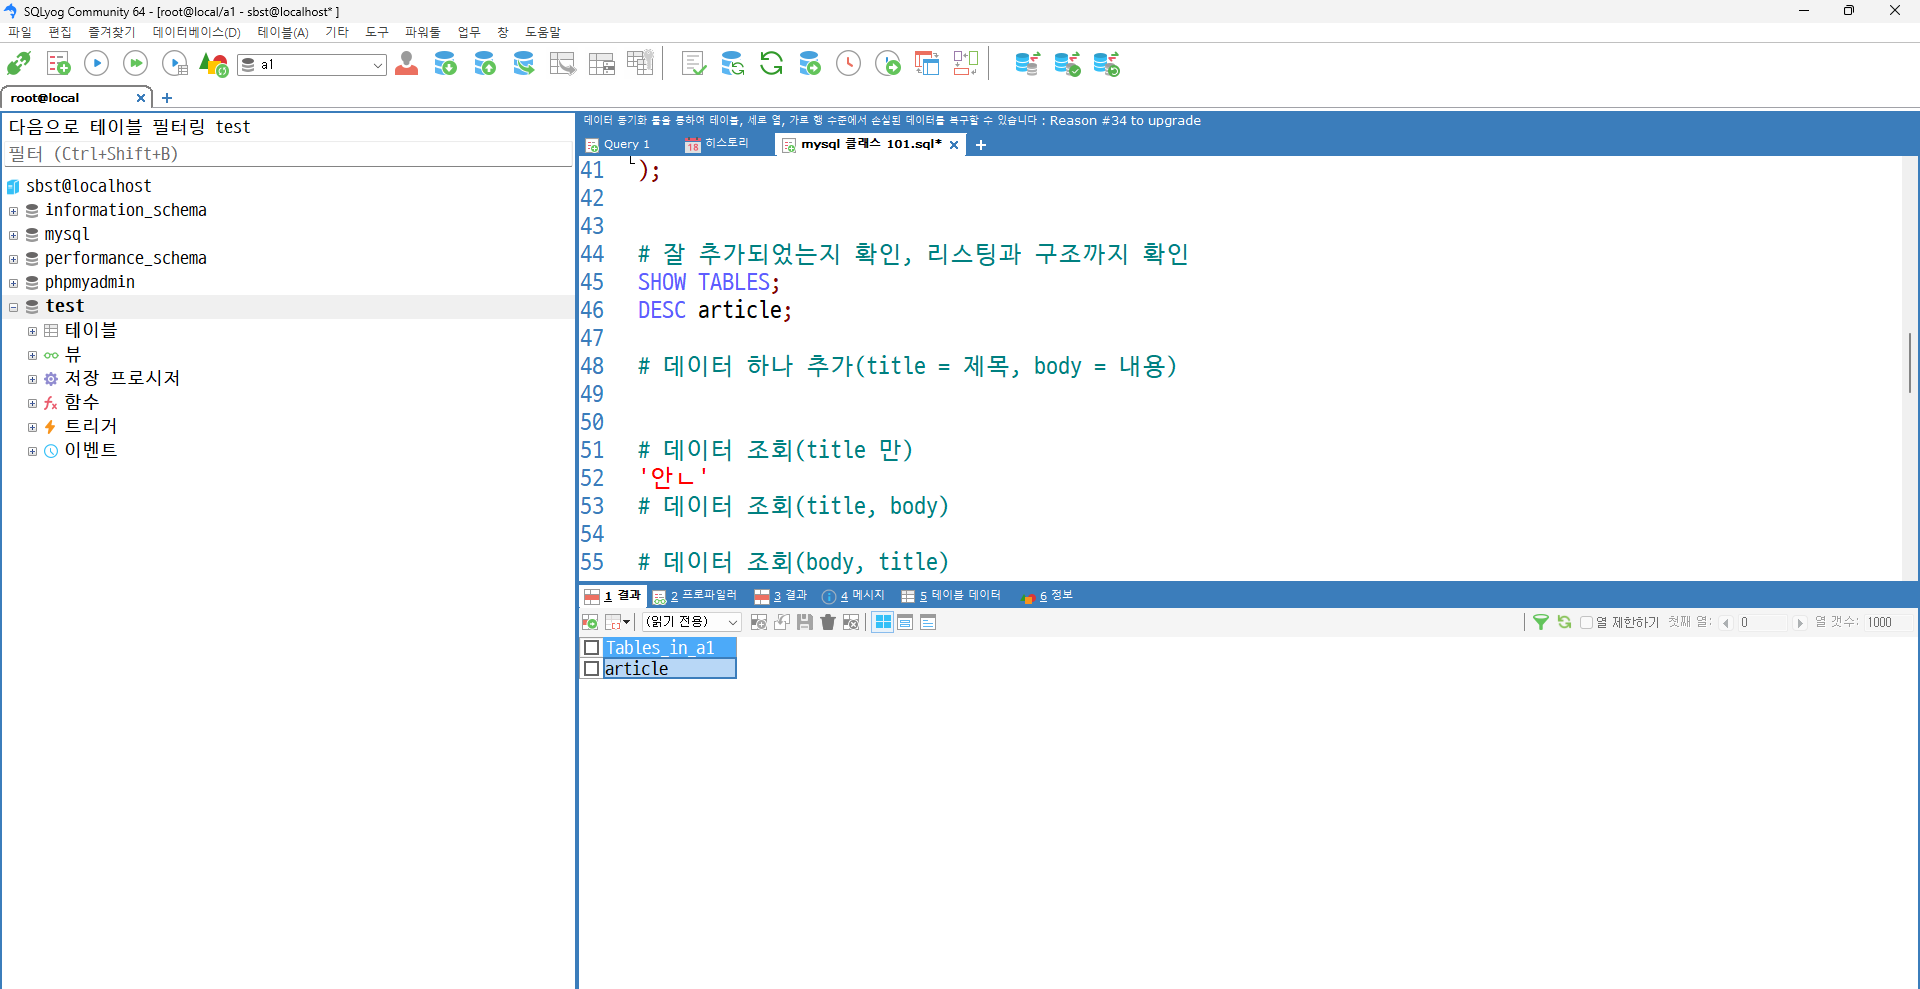 SQLyog Community 64 - [root@local/a1 - sbst@localhost* ]
파일 편집 즐겨찾기 데이터베이스(D) 테이블(A) 기타 도구 파워툴 업무 창 도움말
a1
root@local
다음으로 테이블 필터링 test
필터 (Ctrl+Shift+B)
sbst@localhost
information_schema
mysql
performance_schema
phpmyadmin
test
테이블
뷰
저장 프로시저
함수
트리거
이벤트
데이터 동기화 툴을 통하여 테이블, 세로 열, 가로 행 수준에서 손실된 데이터를 복구할 수 있습니다 : Reason #34 to upgrade
Query 1 18 히스토리 mysql 클래스 101.sql*
41 );
42
43
44 # 잘 추가되었는지 확인, 리스팅과 구조까지 확인
45 SHOW TABLES;
46 DESC article;
47
48 # 데이터 하나 추가(title = 제목, body = 내용)
49
50
51 # 데이터 조회(title 만)
52 '안ㄴ'
53 # 데이터 조회(title, body)
54
55 # 데이터 조회(body, title)
1 결과 2 프로파일러 3 결과 4 메시지 5 테이블 데이터 6 정보
(읽기 전용) 열 제한하기 첫째 열: 0 열 갯수: 1000
Tables_in_a1
article